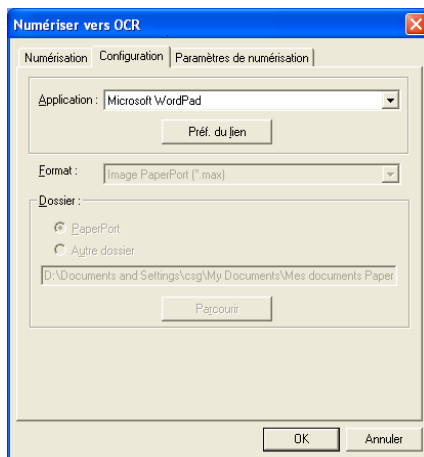 Numériser vers OCR
Numérisation Configuration Paramètres de numérisation
Application : Microsoft WordPad
Préf. du lien
Format : Image PaperPort (*.max)
Dossier :
PaperPort
Autre dossier
D:\Documents and Settings\csg\My Documents\Mes documents Paper
Parcourir
OK Annuler